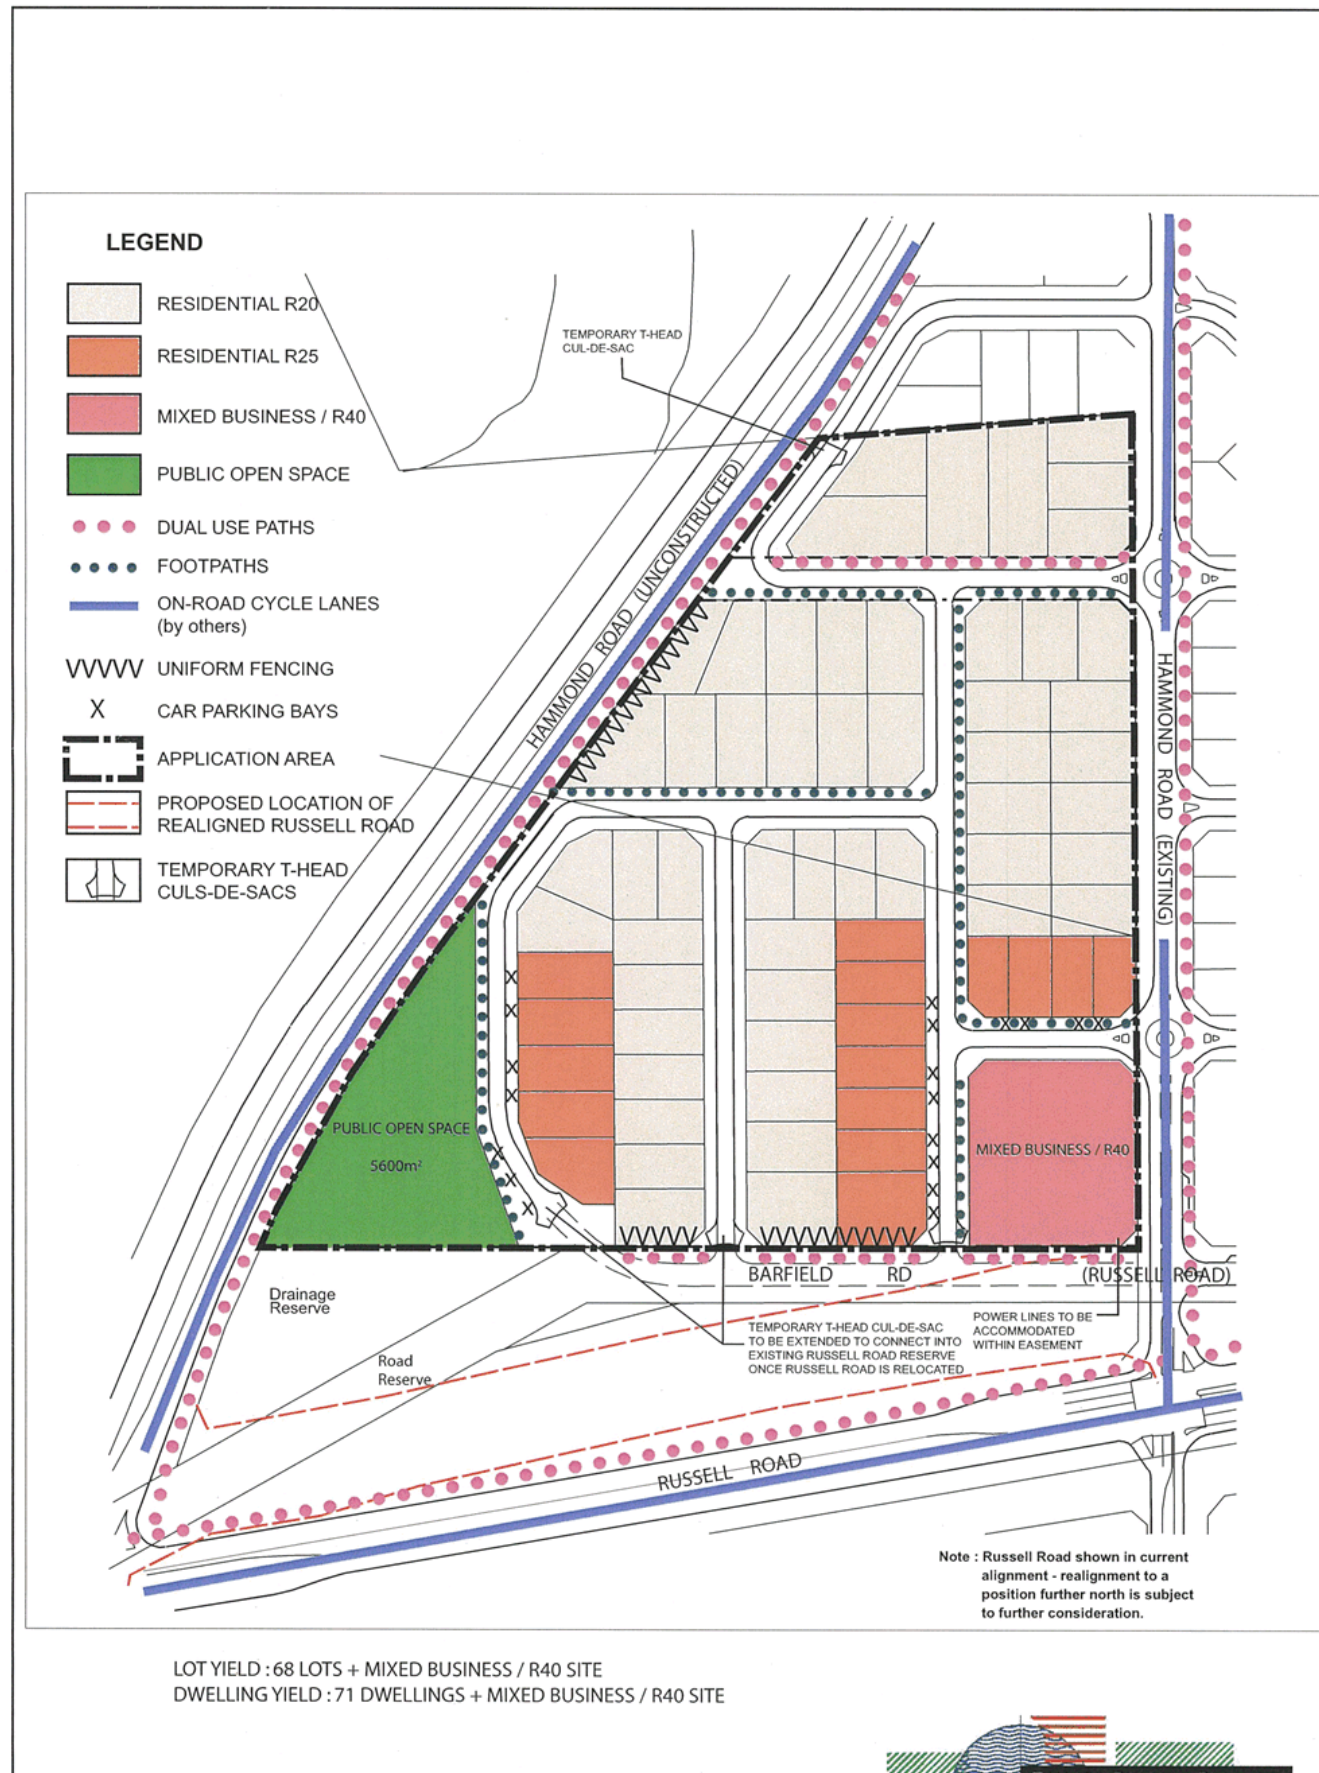 LEGEND
RESIDENTIAL R20
RESIDENTIAL R25
MIXED BUSINESS / R40
PUBLIC OPEN SPACE
DUAL USE PATHS
FOOTPATHS
ON-ROAD CYCLE LANES
(by others)
UNIFORM FENCING
X CAR PARKING BAYS
APPLICATION AREA
PROPOSED LOCATION OF
REALIGNED RUSSELL ROAD
TEMPORARY T-HEAD
CULS-DE-SACS
TEMPORARY T-HEAD
CUL-DE-SAC
HAMMOND ROAD (UNCONSTRUCTED)
HAMMOND ROAD (EXISTING)
PUBLIC OPEN SPACE
5600m²
MIXED BUSINESS / R40
BARFIELD RD (RUSSELL ROAD)
Drainage
Reserve
Road
Reserve
TEMPORARY T-HEAD CUL-DE-SAC
TO BE EXTENDED TO CONNECT INTO
EXISTING RUSSELL ROAD RESERVE
ONCE RUSSELL ROAD IS RELOCATED
POWER LINES TO BE
ACCOMMODATED
WITHIN EASEMENT
RUSSELL ROAD
Note : Russell Road shown in current
alignment - realignment to a
position further north is subject
to further consideration.
LOT YIELD : 68 LOTS + MIXED BUSINESS / R40 SITE
DWELLING YIELD : 71 DWELLINGS + MIXED BUSINESS / R40 SITE